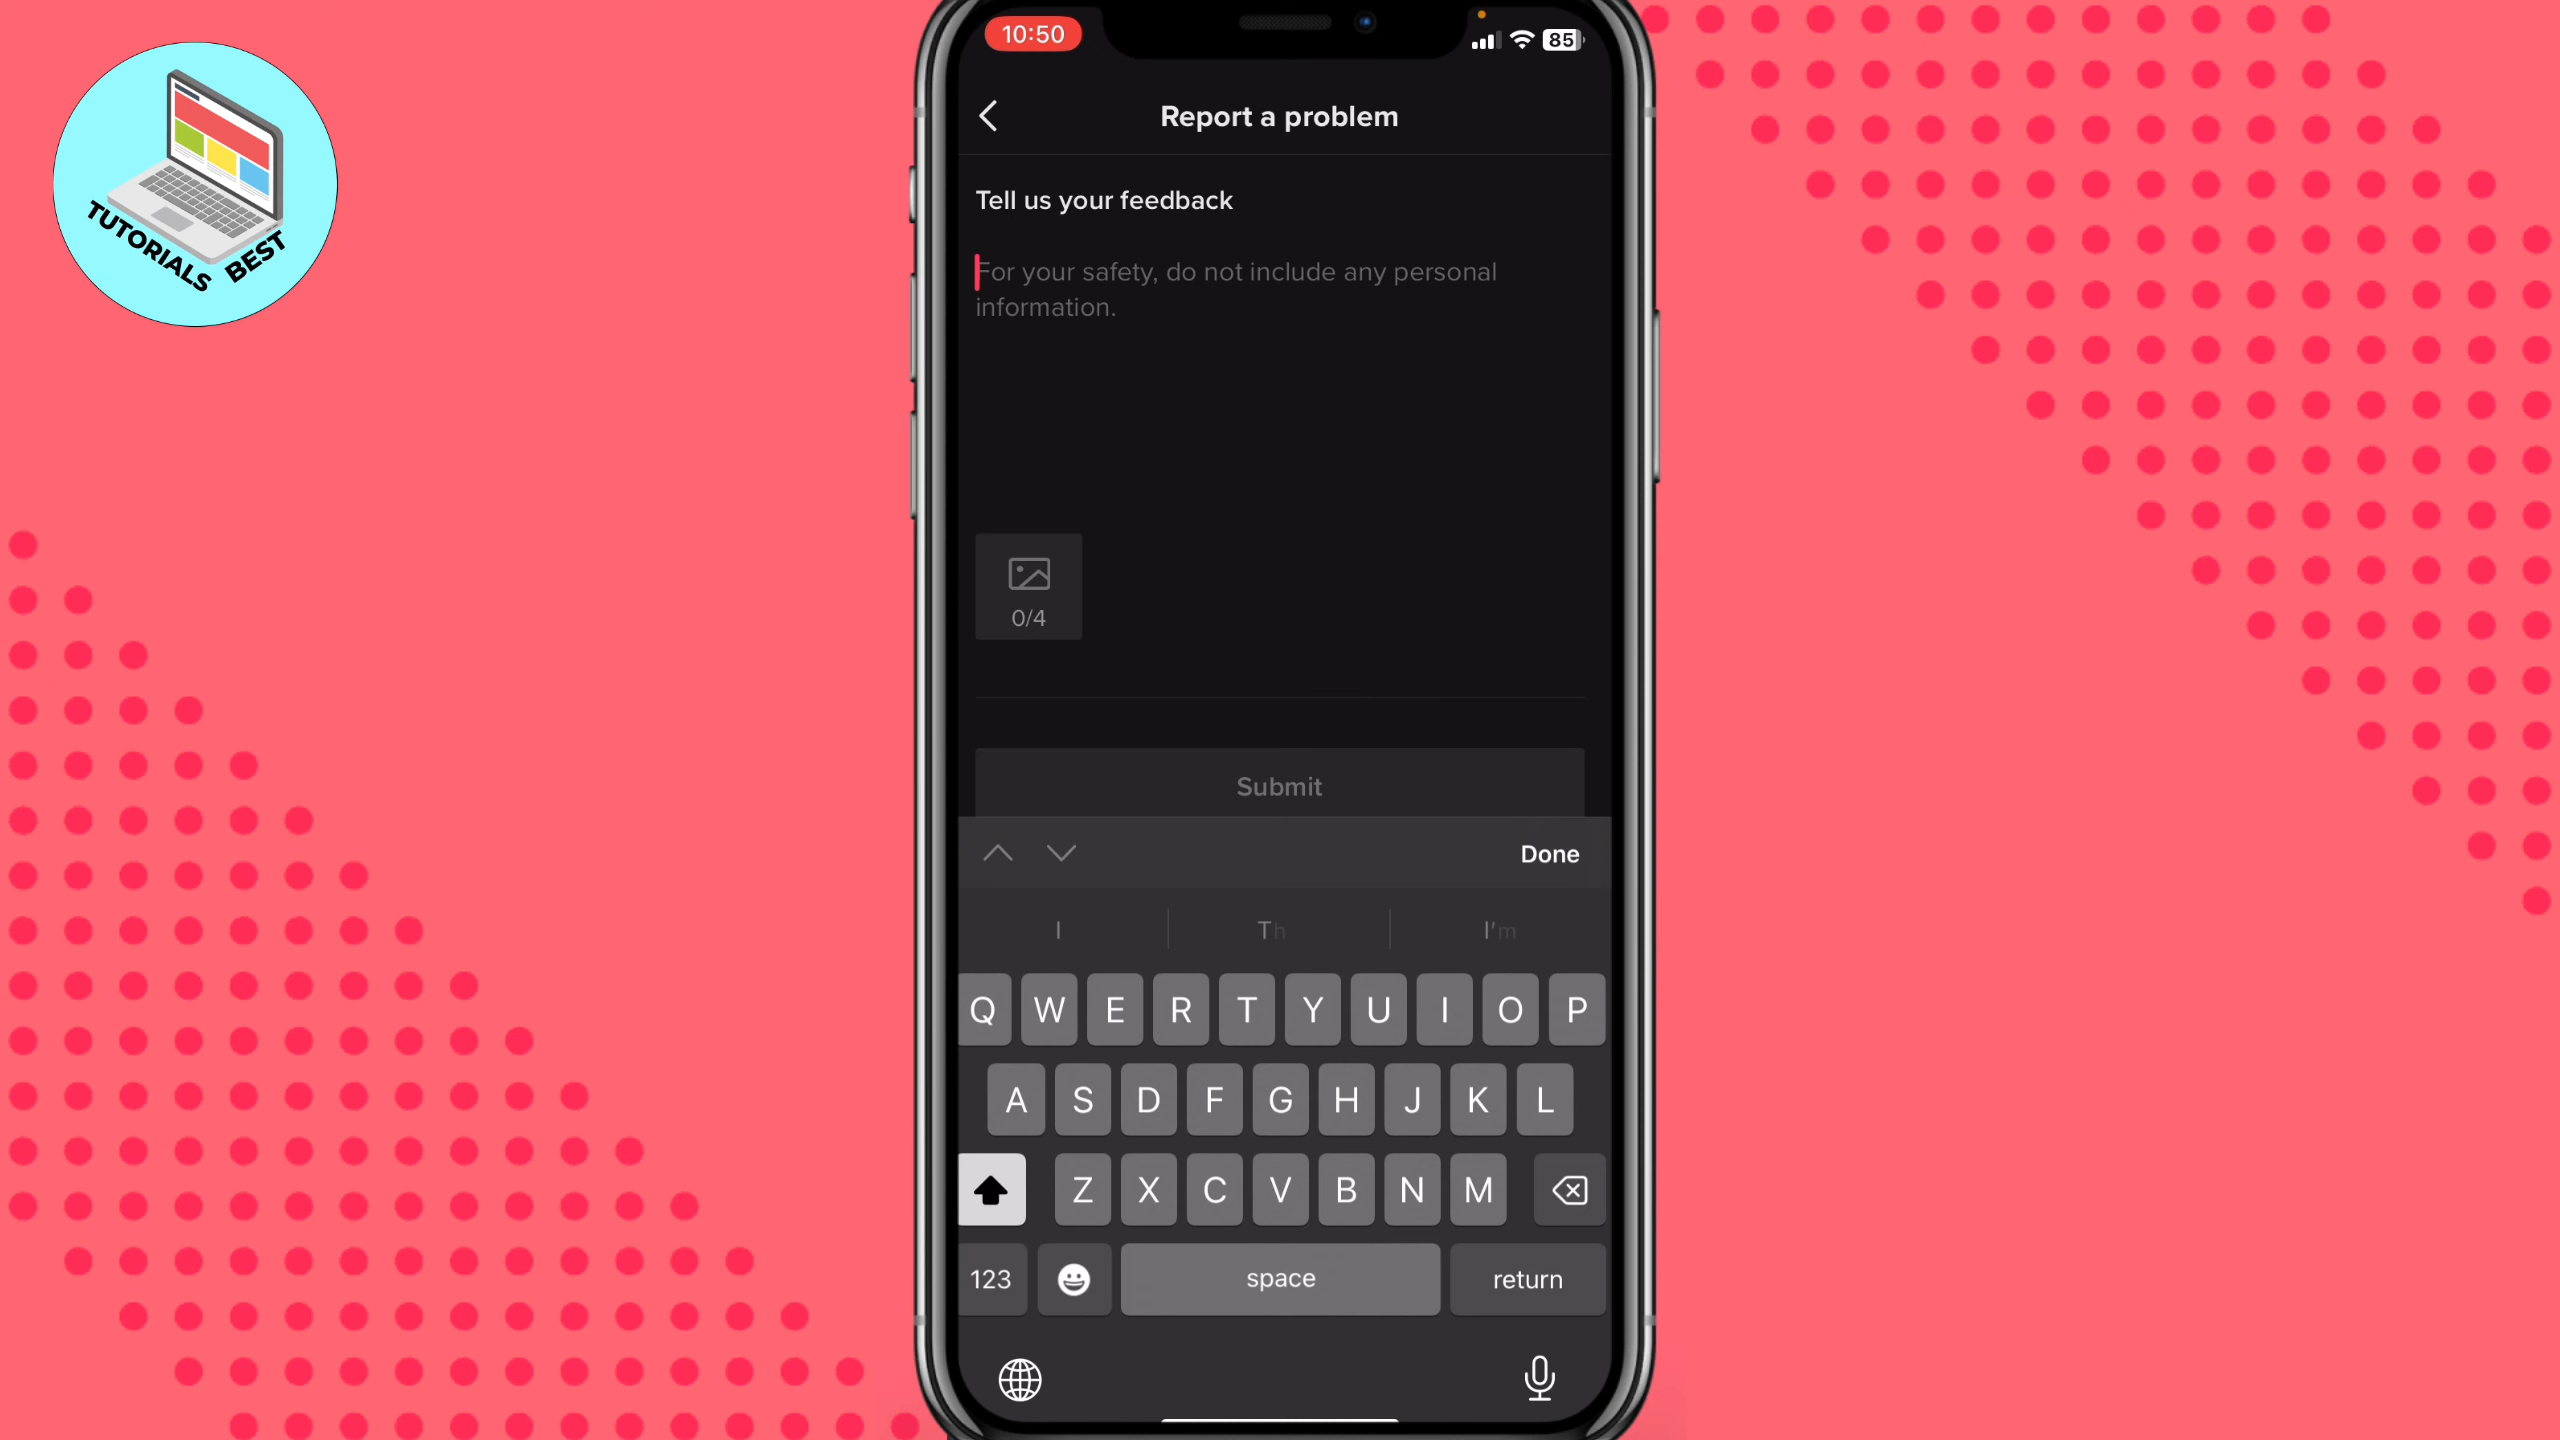 TUTORIALS BEST
10:50
85
Report a problem
Tell us your feedback
For your safety, do not include any personal
information.
0/4
Submit
Done
I Th I'm
Q W E R T Y U I O P
A S D F G H J K L
Z X C V B N M
123 space return